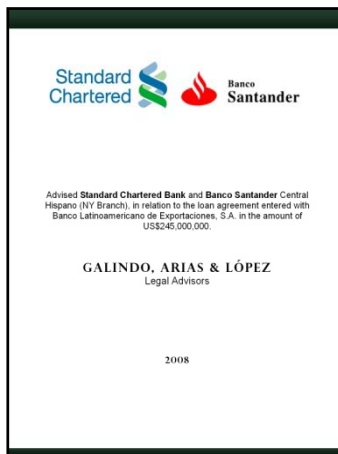 Standard
Chartered
Banco
Santander
Advised Standard Chartered Bank and Banco Santander Central
Hispano (NY Branch), in relation to the loan agreement entered with
Banco Latinoamericano de Exportaciones, S.A. in the amount of
US$245,000,000.
GALINDO, ARIAS & LÓPEZ
Legal Advisors
2008